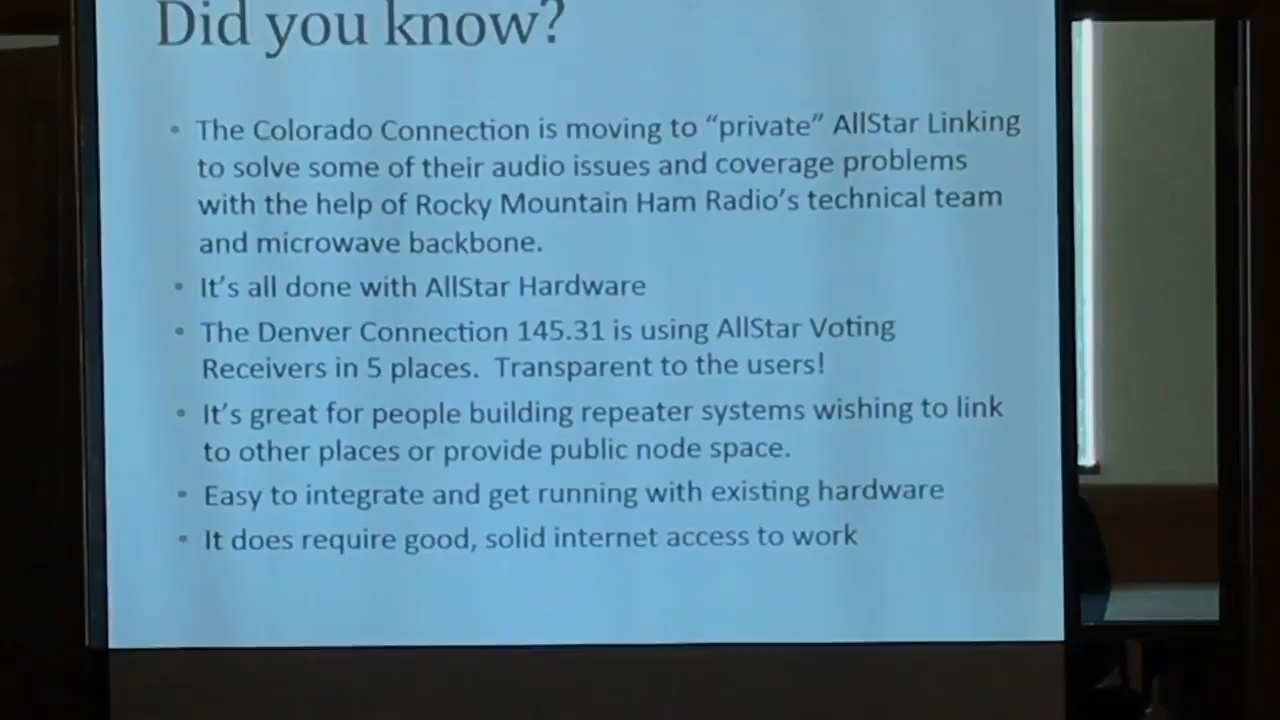 Did you know?
• The Colorado Connection is moving to “private” AllStar Linking
to solve some of their audio issues and coverage problems
with the help of Rocky Mountain Ham Radio’s technical team
and microwave backbone.
• It’s all done with AllStar Hardware
• The Denver Connection 145.31 is using AllStar Voting
Receivers in 5 places.  Transparent to the users!
• It’s great for people building repeater systems wishing to link
to other places or provide public node space.
• Easy to integrate and get running with existing hardware
• It does require good, solid internet access to work